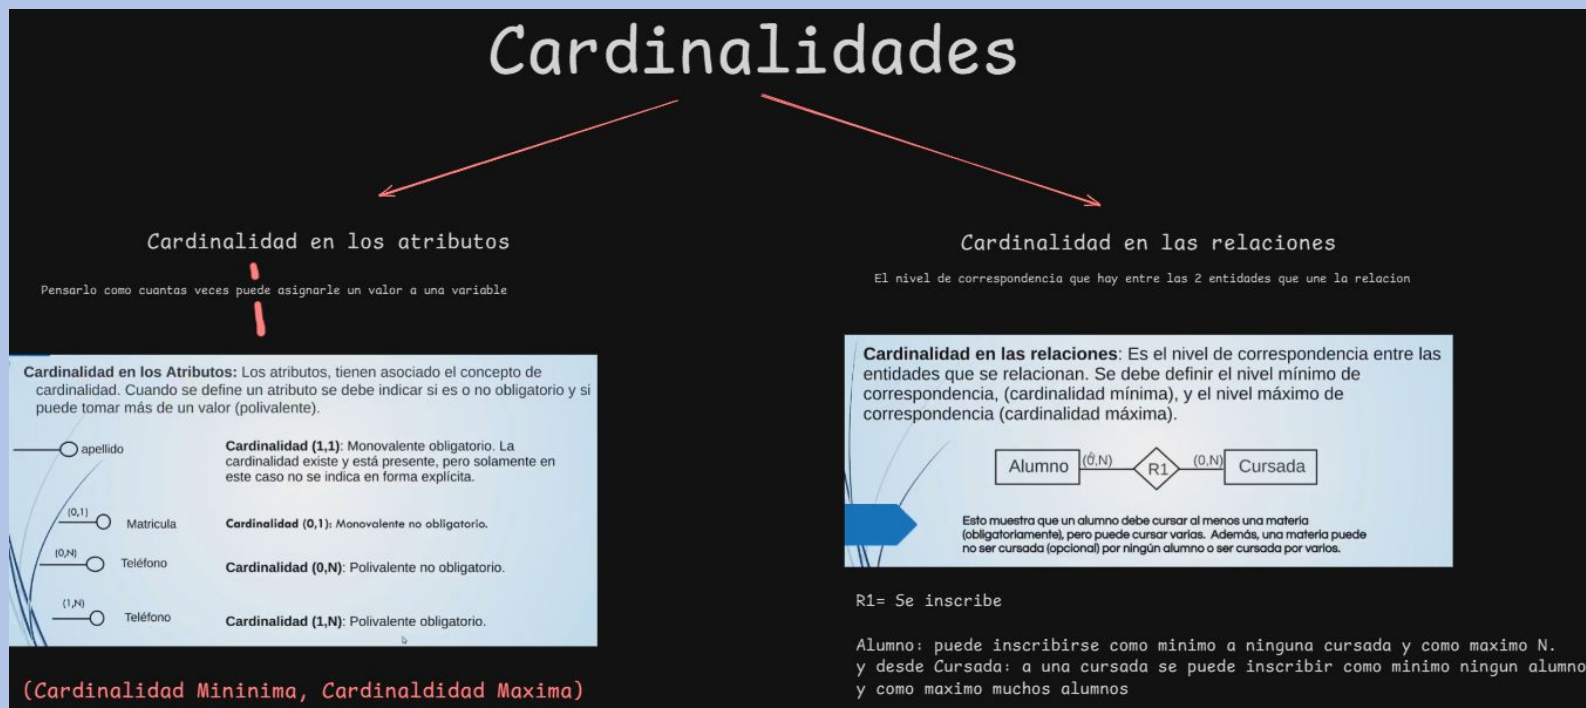 Cardinalidades
Cardinalidad en los atributos
Pensarlo como cuantas veces puede asignarle un valor a una variable
Cardinalidad en los Atributos: Los atributos, tienen asociado el concepto de
cardinalidad. Cuando se define un atributo se debe indicar si es o no obligatorio y si
puede tomar más de un valor (polivalente).
apellido
Cardinalidad (1,1): Monovalente obligatorio. La
cardinalidad existe y está presente, pero solamente en
este caso no se indica en forma explícita.
(0,1)
Matricula
Cardinalidad (0,1): Monovalente no obligatorio.
(0,N)
Teléfono
Cardinalidad (0,N): Polivalente no obligatorio.
(1,N)
Teléfono
Cardinalidad (1,N): Polivalente obligatorio.
(Cardinalidad Mininima, Cardinaldidad Maxima)
Cardinalidad en las relaciones
El nivel de correspondencia que hay entre las 2 entidades que une la relacion
Cardinalidad en las relaciones: Es el nivel de correspondencia entre las
entidades que se relacionan. Se debe definir el nivel mínimo de
correspondencia, (cardinalidad mínima), y el nivel máximo de
correspondencia (cardinalidad máxima).
Alumno (0,N) R1 (0,N) Cursada
Esto muestra que un alumno debe cursar al menos una materia
(obligatoriamente), pero puede cursar varias. Además, una materia puede
no ser cursada (opcional) por ningún alumno o ser cursada por varios.
R1= Se inscribe
Alumno: puede inscribirse como minimo a ninguna cursada y como maximo N.
y desde Cursada: a una cursada se puede inscribir como minimo ningun alumno
y como maximo muchos alumnos